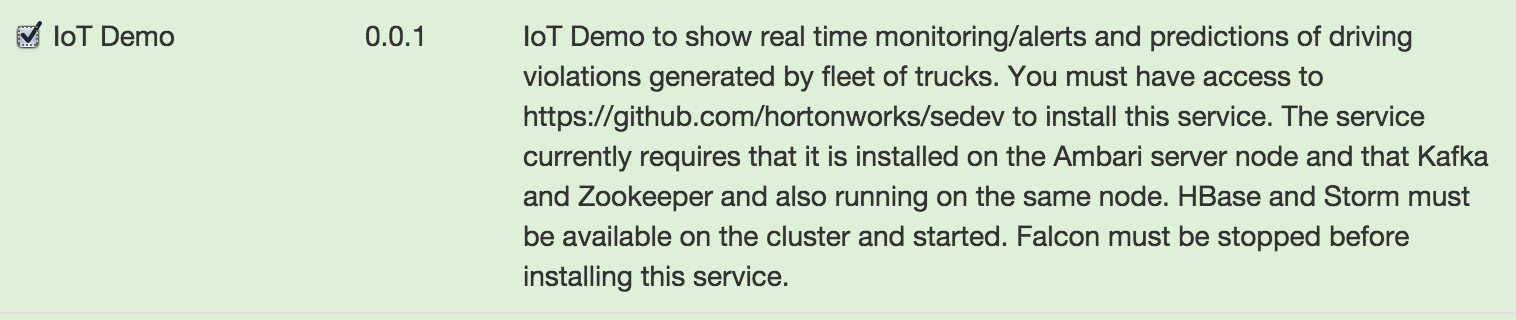 IoT Demo 0.0.1 IoT Demo to show real time monitoring/alerts and predictions of driving
violations generated by fleet of trucks. You must have access to
https://github.com/hortonworks/sedev to install this service. The service
currently requires that it is installed on the Ambari server node and that Kafka
and Zookeeper and also running on the same node. HBase and Storm must
be available on the cluster and started. Falcon must be stopped before
installing this service.